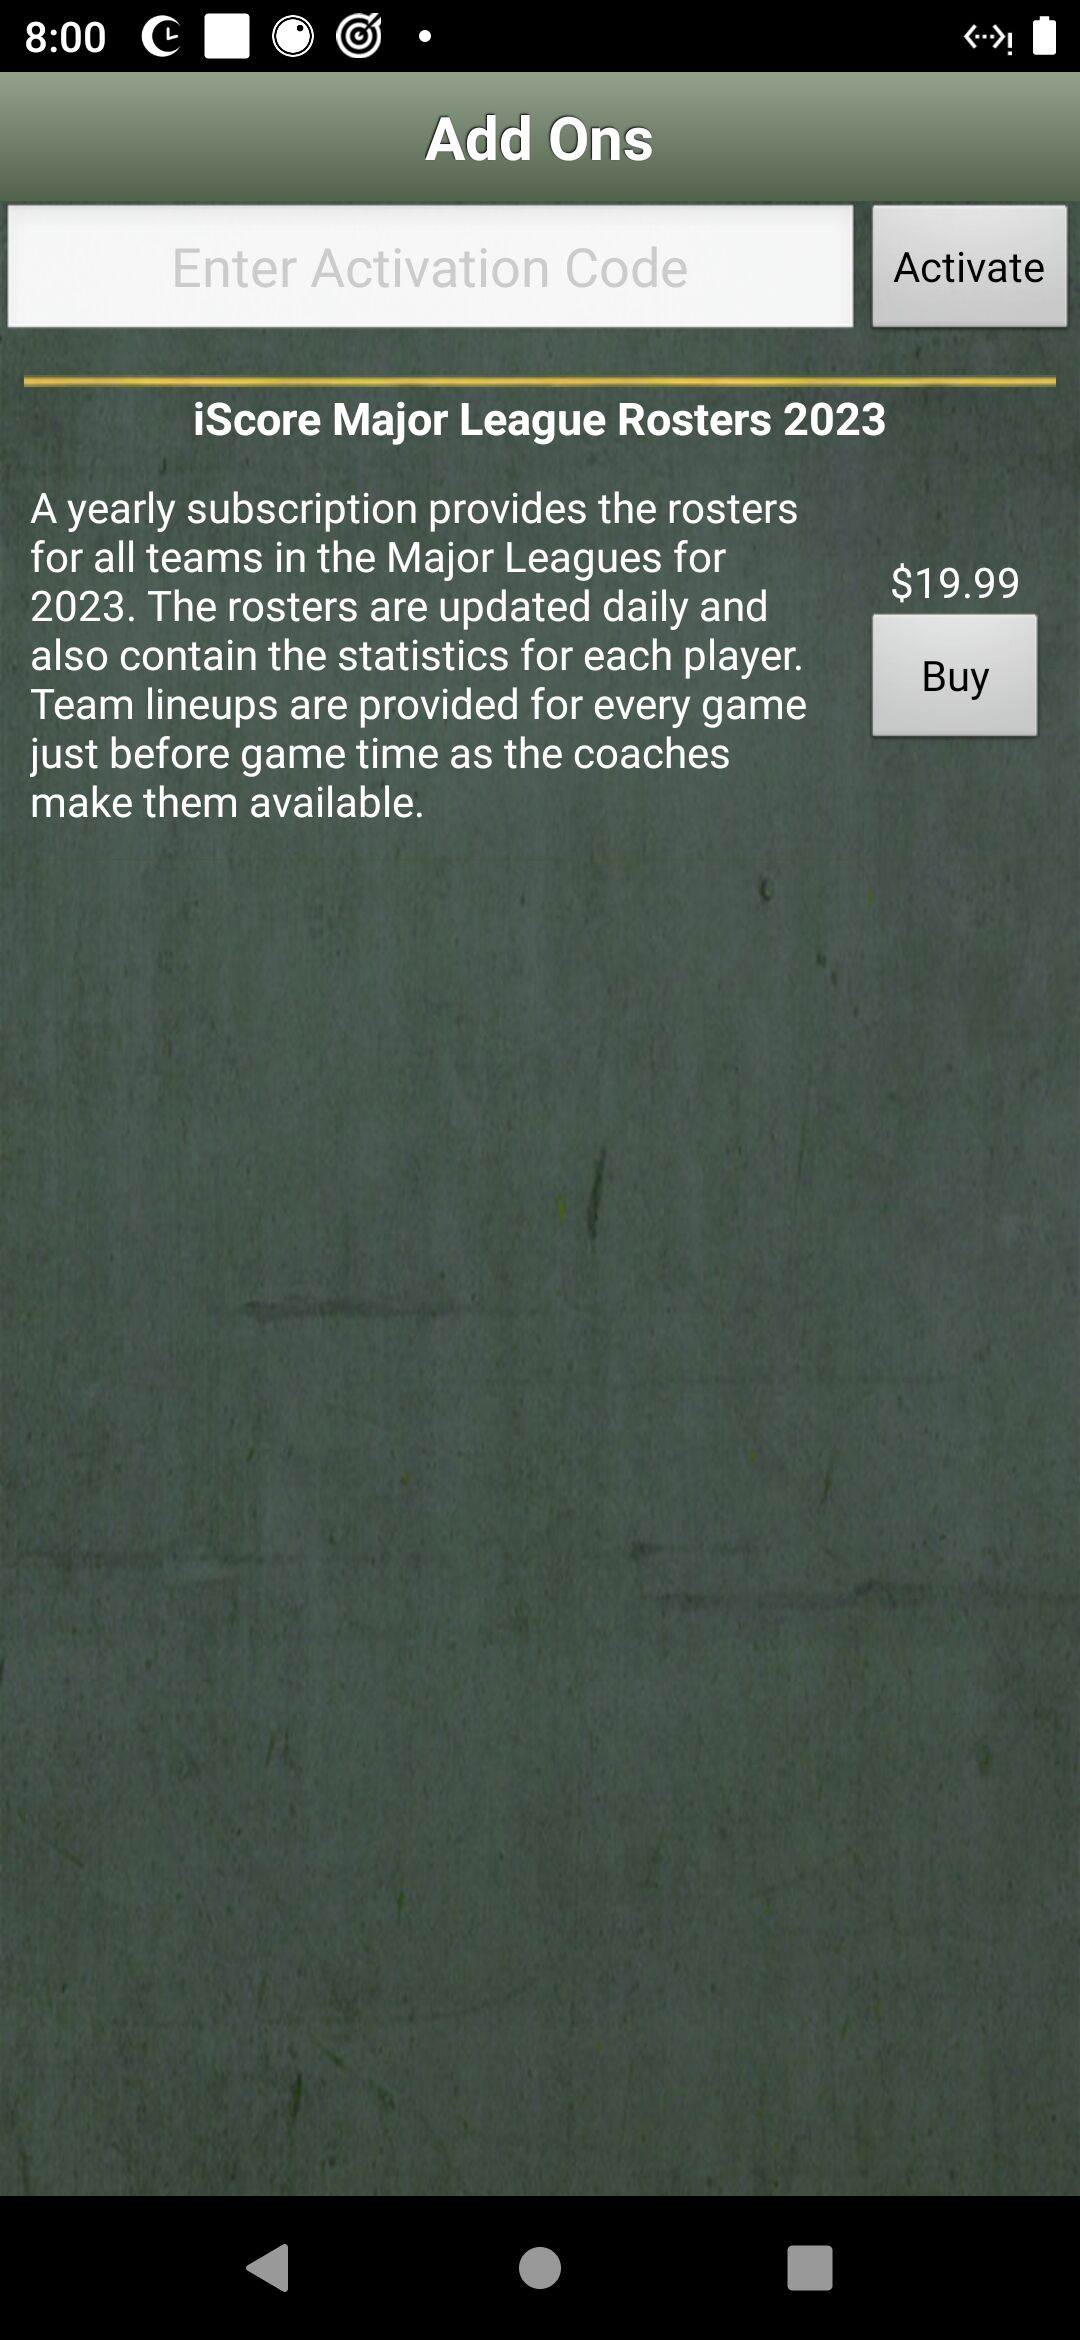 8:00
Add Ons
Enter Activation Code
Activate
iScore Major League Rosters 2023
A yearly subscription provides the rosters
for all teams in the Major Leagues for
2023. The rosters are updated daily and
also contain the statistics for each player.
Team lineups are provided for every game
just before game time as the coaches
make them available.
$19.99
Buy